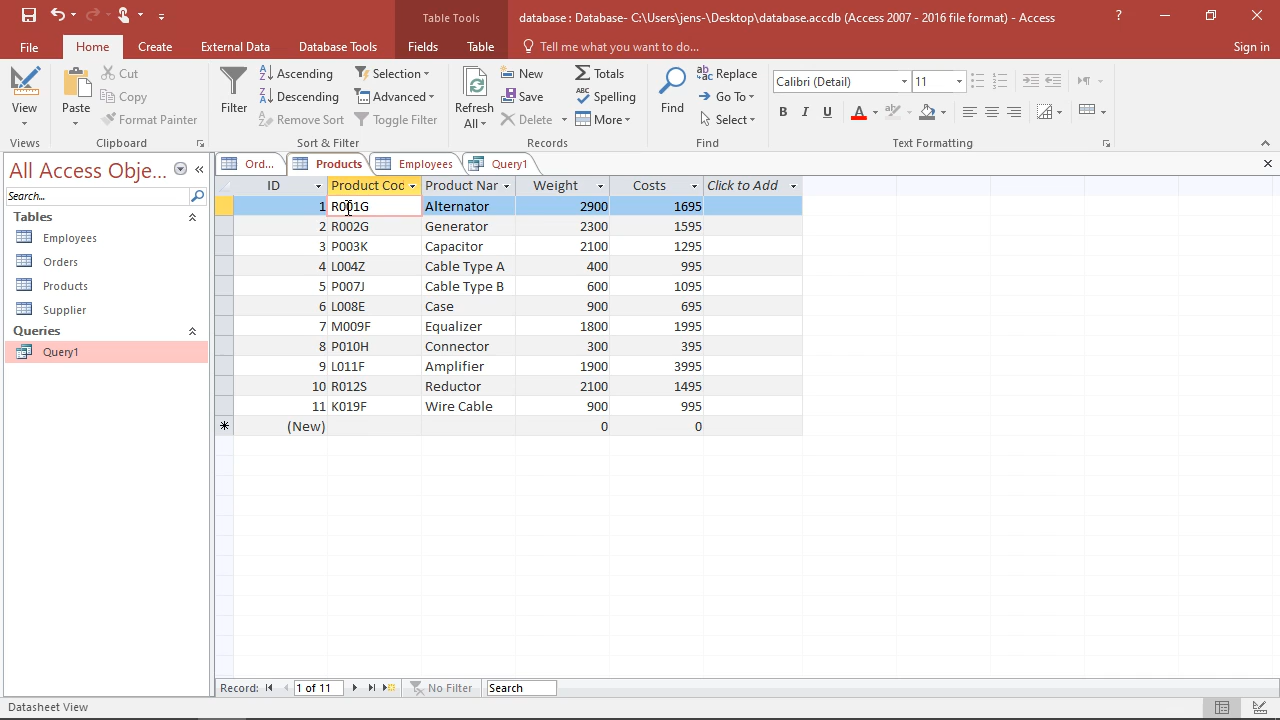 Table Tools
database : Database- C:\Users\jens-\Desktop\database.accdb (Access 2007 - 2016 file format) - Access
?
File Home Create External Data Database Tools Fields Table Tell me what you want to do... Sign in
View
Views
Paste
Cut
Copy
Format Painter
Clipboard
Filter
Ascending
Descending
Remove Sort
Selection
Advanced
Toggle Filter
Sort & Filter
Refresh
All
New
Save
Delete
Totals
Spelling
More
Records
Find
Replace
Go To
Select
Find
Calibri (Detail) 11
B I U A
Text Formatting
All Access Obje...
Search...
Tables
Employees
Orders
Products
Supplier
Queries
Query1
Ord... Products Employees Query1
ID Product Cod Product Nar Weight Costs Click to Add
1 R001G Alternator 2900 1695
2 R002G Generator 2300 1595
3 P003K Capacitor 2100 1295
4 L004Z Cable Type A 400 995
5 P007J Cable Type B 600 1095
6 L008E Case 900 695
7 M009F Equalizer 1800 1995
8 P010H Connector 300 395
9 L011F Amplifier 1900 3995
10 R012S Reductor 2100 1495
11 K019F Wire Cable 900 995
(New) 0 0
Record: 1 of 11 No Filter Search
Datasheet View